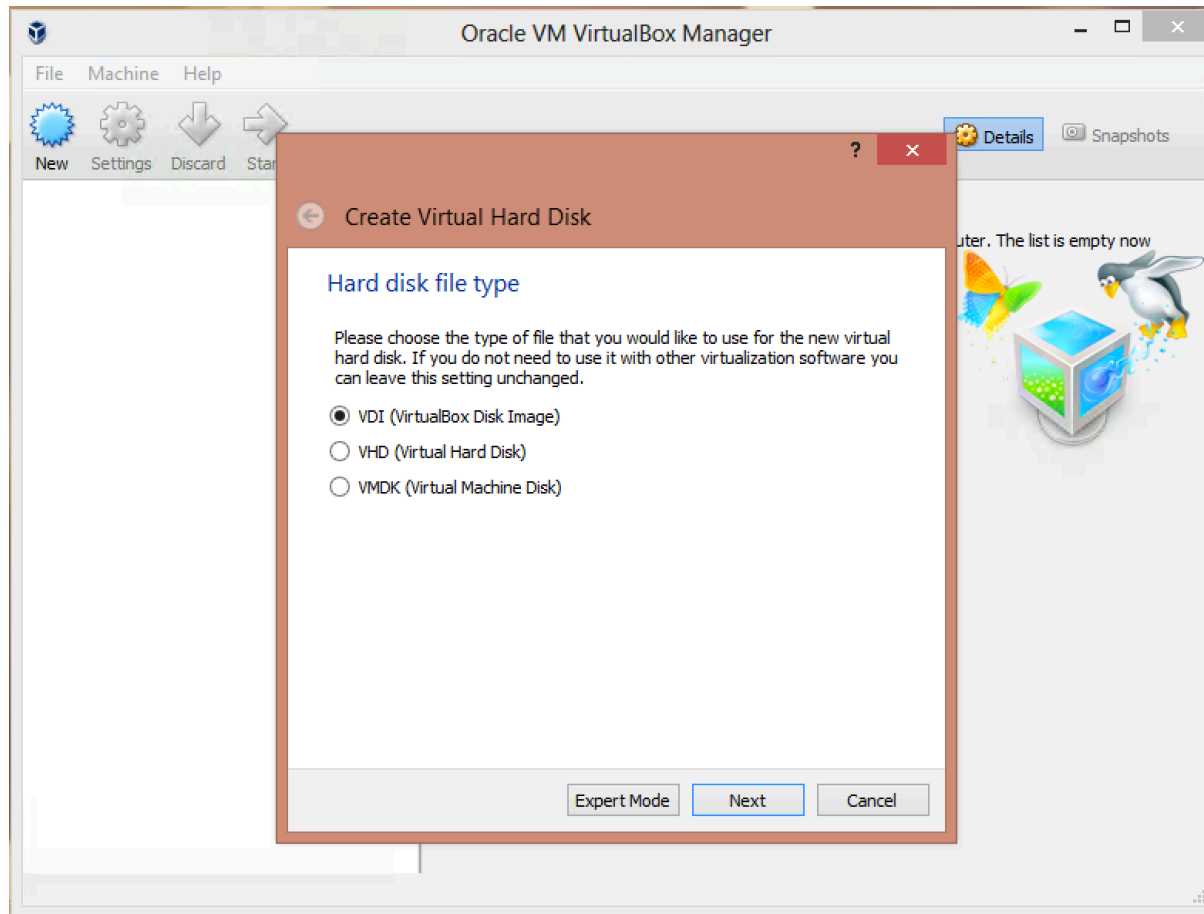 Oracle VM VirtualBox Manager
File Machine Help
New Settings Discard Star
Details Snapshots
? 
Create Virtual Hard Disk
uter. The list is empty now
Hard disk file type
Please choose the type of file that you would like to use for the new virtual
hard disk. If you do not need to use it with other virtualization software you
can leave this setting unchanged.
VDI (VirtualBox Disk Image)
VHD (Virtual Hard Disk)
VMDK (Virtual Machine Disk)
Expert Mode Next Cancel